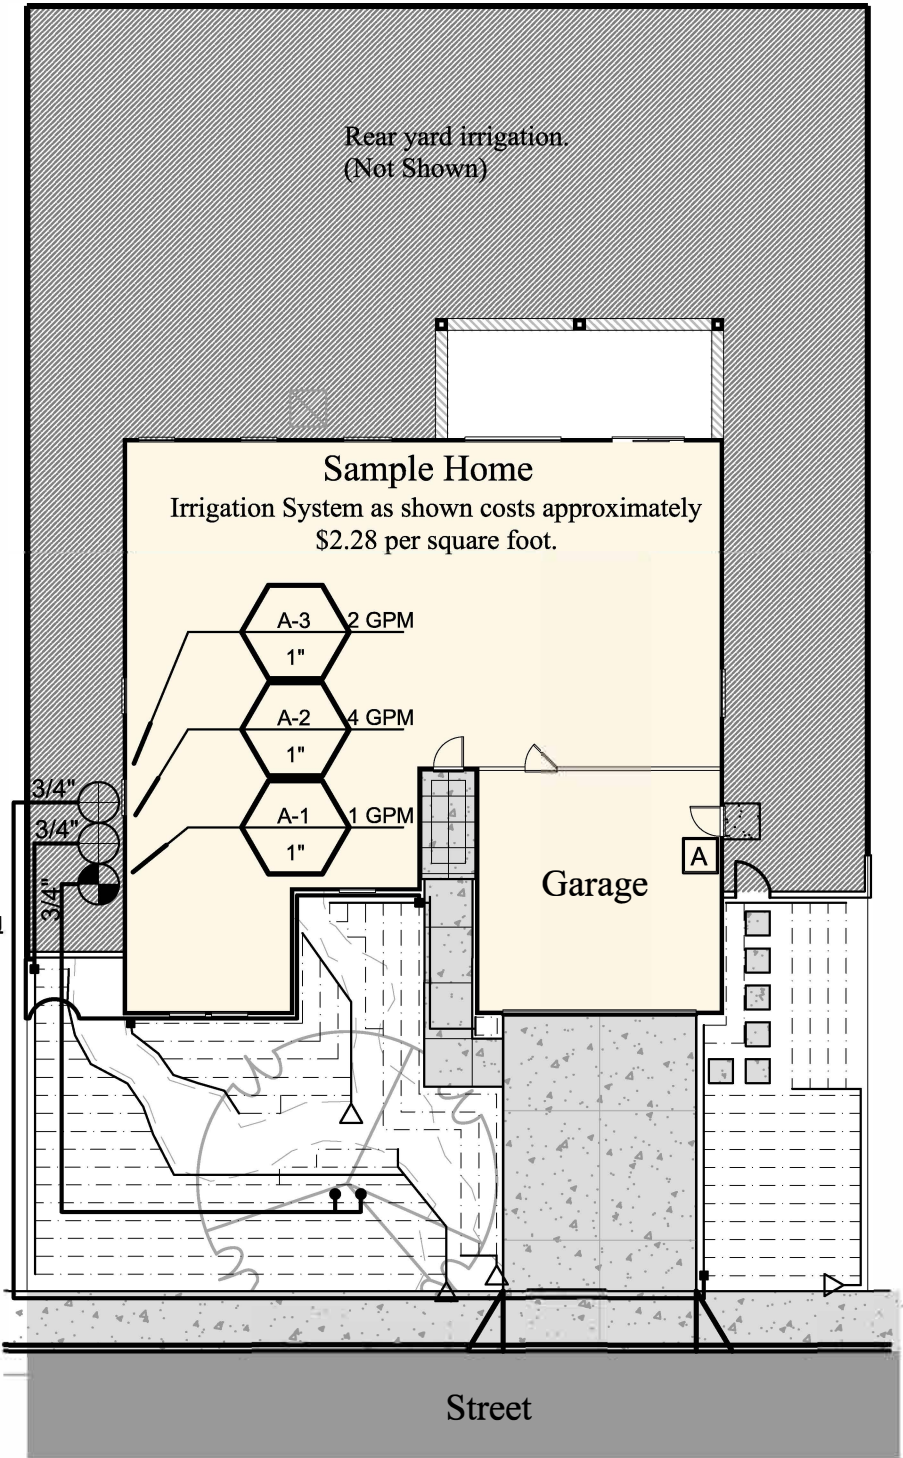 Rear yard irrigation.
(Not Shown)
Sample Home
Irrigation System as shown costs approximately
$2.28 per square foot.
A-3 2 GPM
1"
A-2 4 GPM
1"
A-1 1 GPM
1"
3/4"
3/4"
3/4"
A
Garage
Street